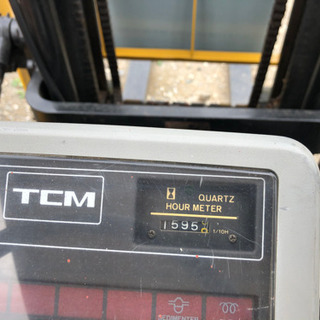 TCM
QUARTZ
HOUR METER
1595
1/10H
SEDIMENTER